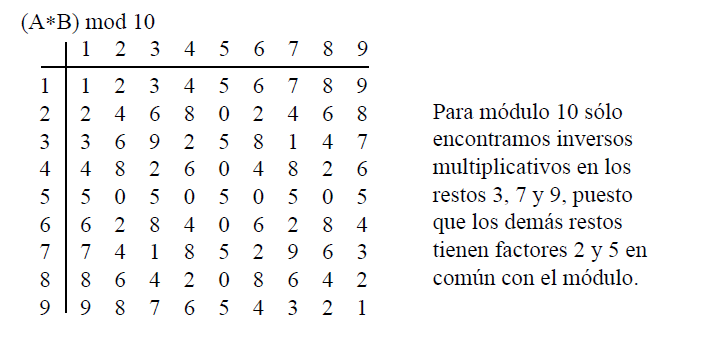 (A*B) mod 10
1 2 3 4 5 6 7 8 9
1 1 2 3 4 5 6 7 8 9
2 2 4 6 8 0 2 4 6 8
3 3 6 9 2 5 8 1 4 7
4 4 8 2 6 0 4 8 2 6
5 5 0 5 0 5 0 5 0 5
6 6 2 8 4 0 6 2 8 4
7 7 4 1 8 5 2 9 6 3
8 8 6 4 2 0 8 6 4 2
9 9 8 7 6 5 4 3 2 1
Para módulo 10 sólo
encontramos inversos
multiplicativos en los
restos 3, 7 y 9, puesto
que los demás restos
tienen factores 2 y 5 en
común con el módulo.